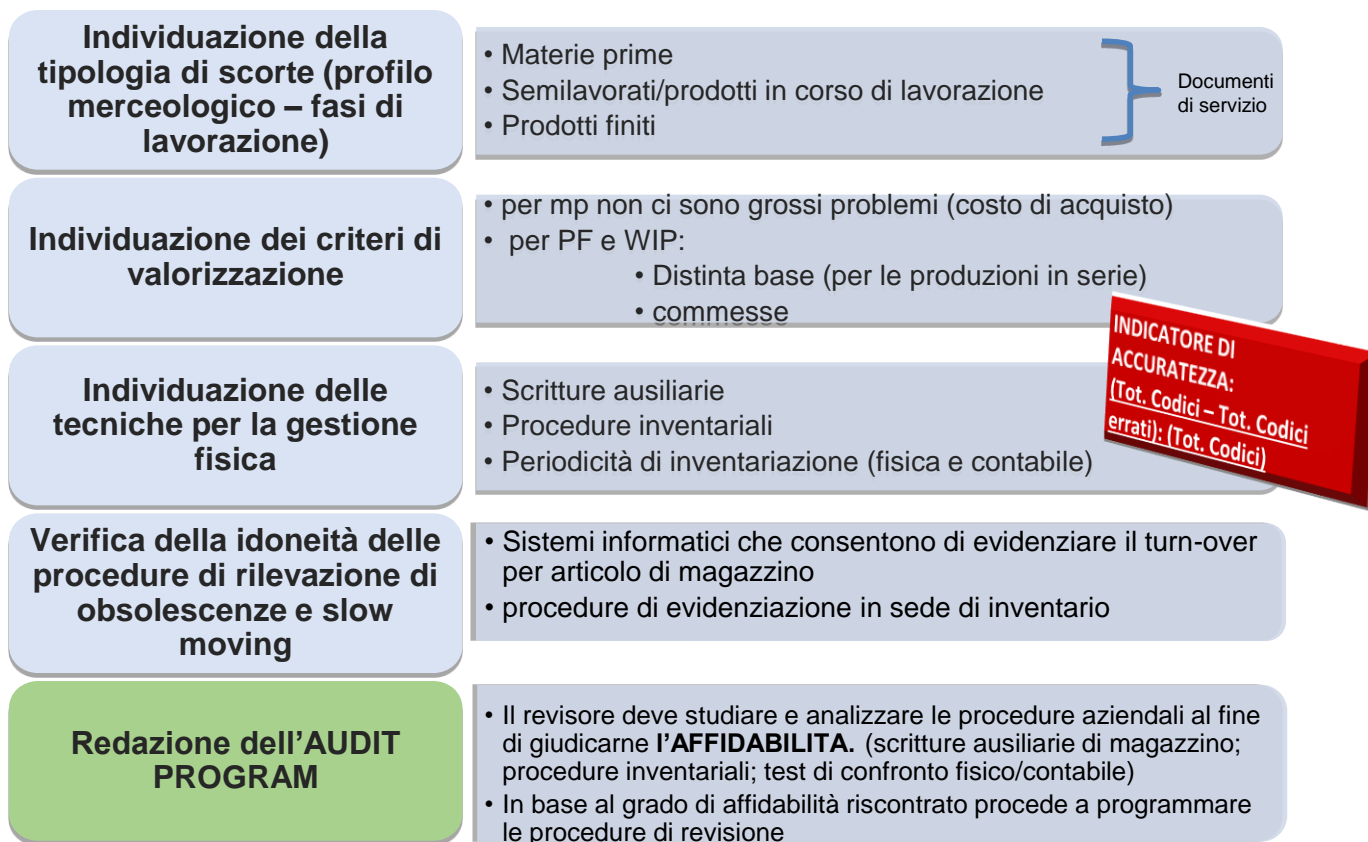 Individuazione della
tipologia di scorte (profilo
merceologico – fasi di
lavorazione)
• Materie prime
• Semilavorati/prodotti in corso di lavorazione
• Prodotti finiti
Documenti
di servizio
Individuazione dei criteri di
valorizzazione
• per mp non ci sono grossi problemi (costo di acquisto)
• per PF e WIP:
• Distinta base (per le produzioni in serie)
• commesse
INDICATORE DI
ACCURATEZZA:
(Tot. Codici – Tot. Codici
errati): (Tot. Codici)
Individuazione delle
tecniche per la gestione
fisica
• Scritture ausiliarie
• Procedure inventariali
• Periodicità di inventariazione (fisica e contabile)
Verifica della idoneità delle
procedure di rilevazione di
obsolescenze e slow
moving
• Sistemi informatici che consentono di evidenziare il turn-over
per articolo di magazzino
• procedure di evidenziazione in sede di inventario
Redazione dell’AUDIT
PROGRAM
• Il revisore deve studiare e analizzare le procedure aziendali al fine
di giudicarne l’AFFIDABILITA. (scritture ausiliarie di magazzino;
procedure inventariali; test di confronto fisico/contabile)
• In base al grado di affidabilità riscontrato procede a programmare
le procedure di revisione